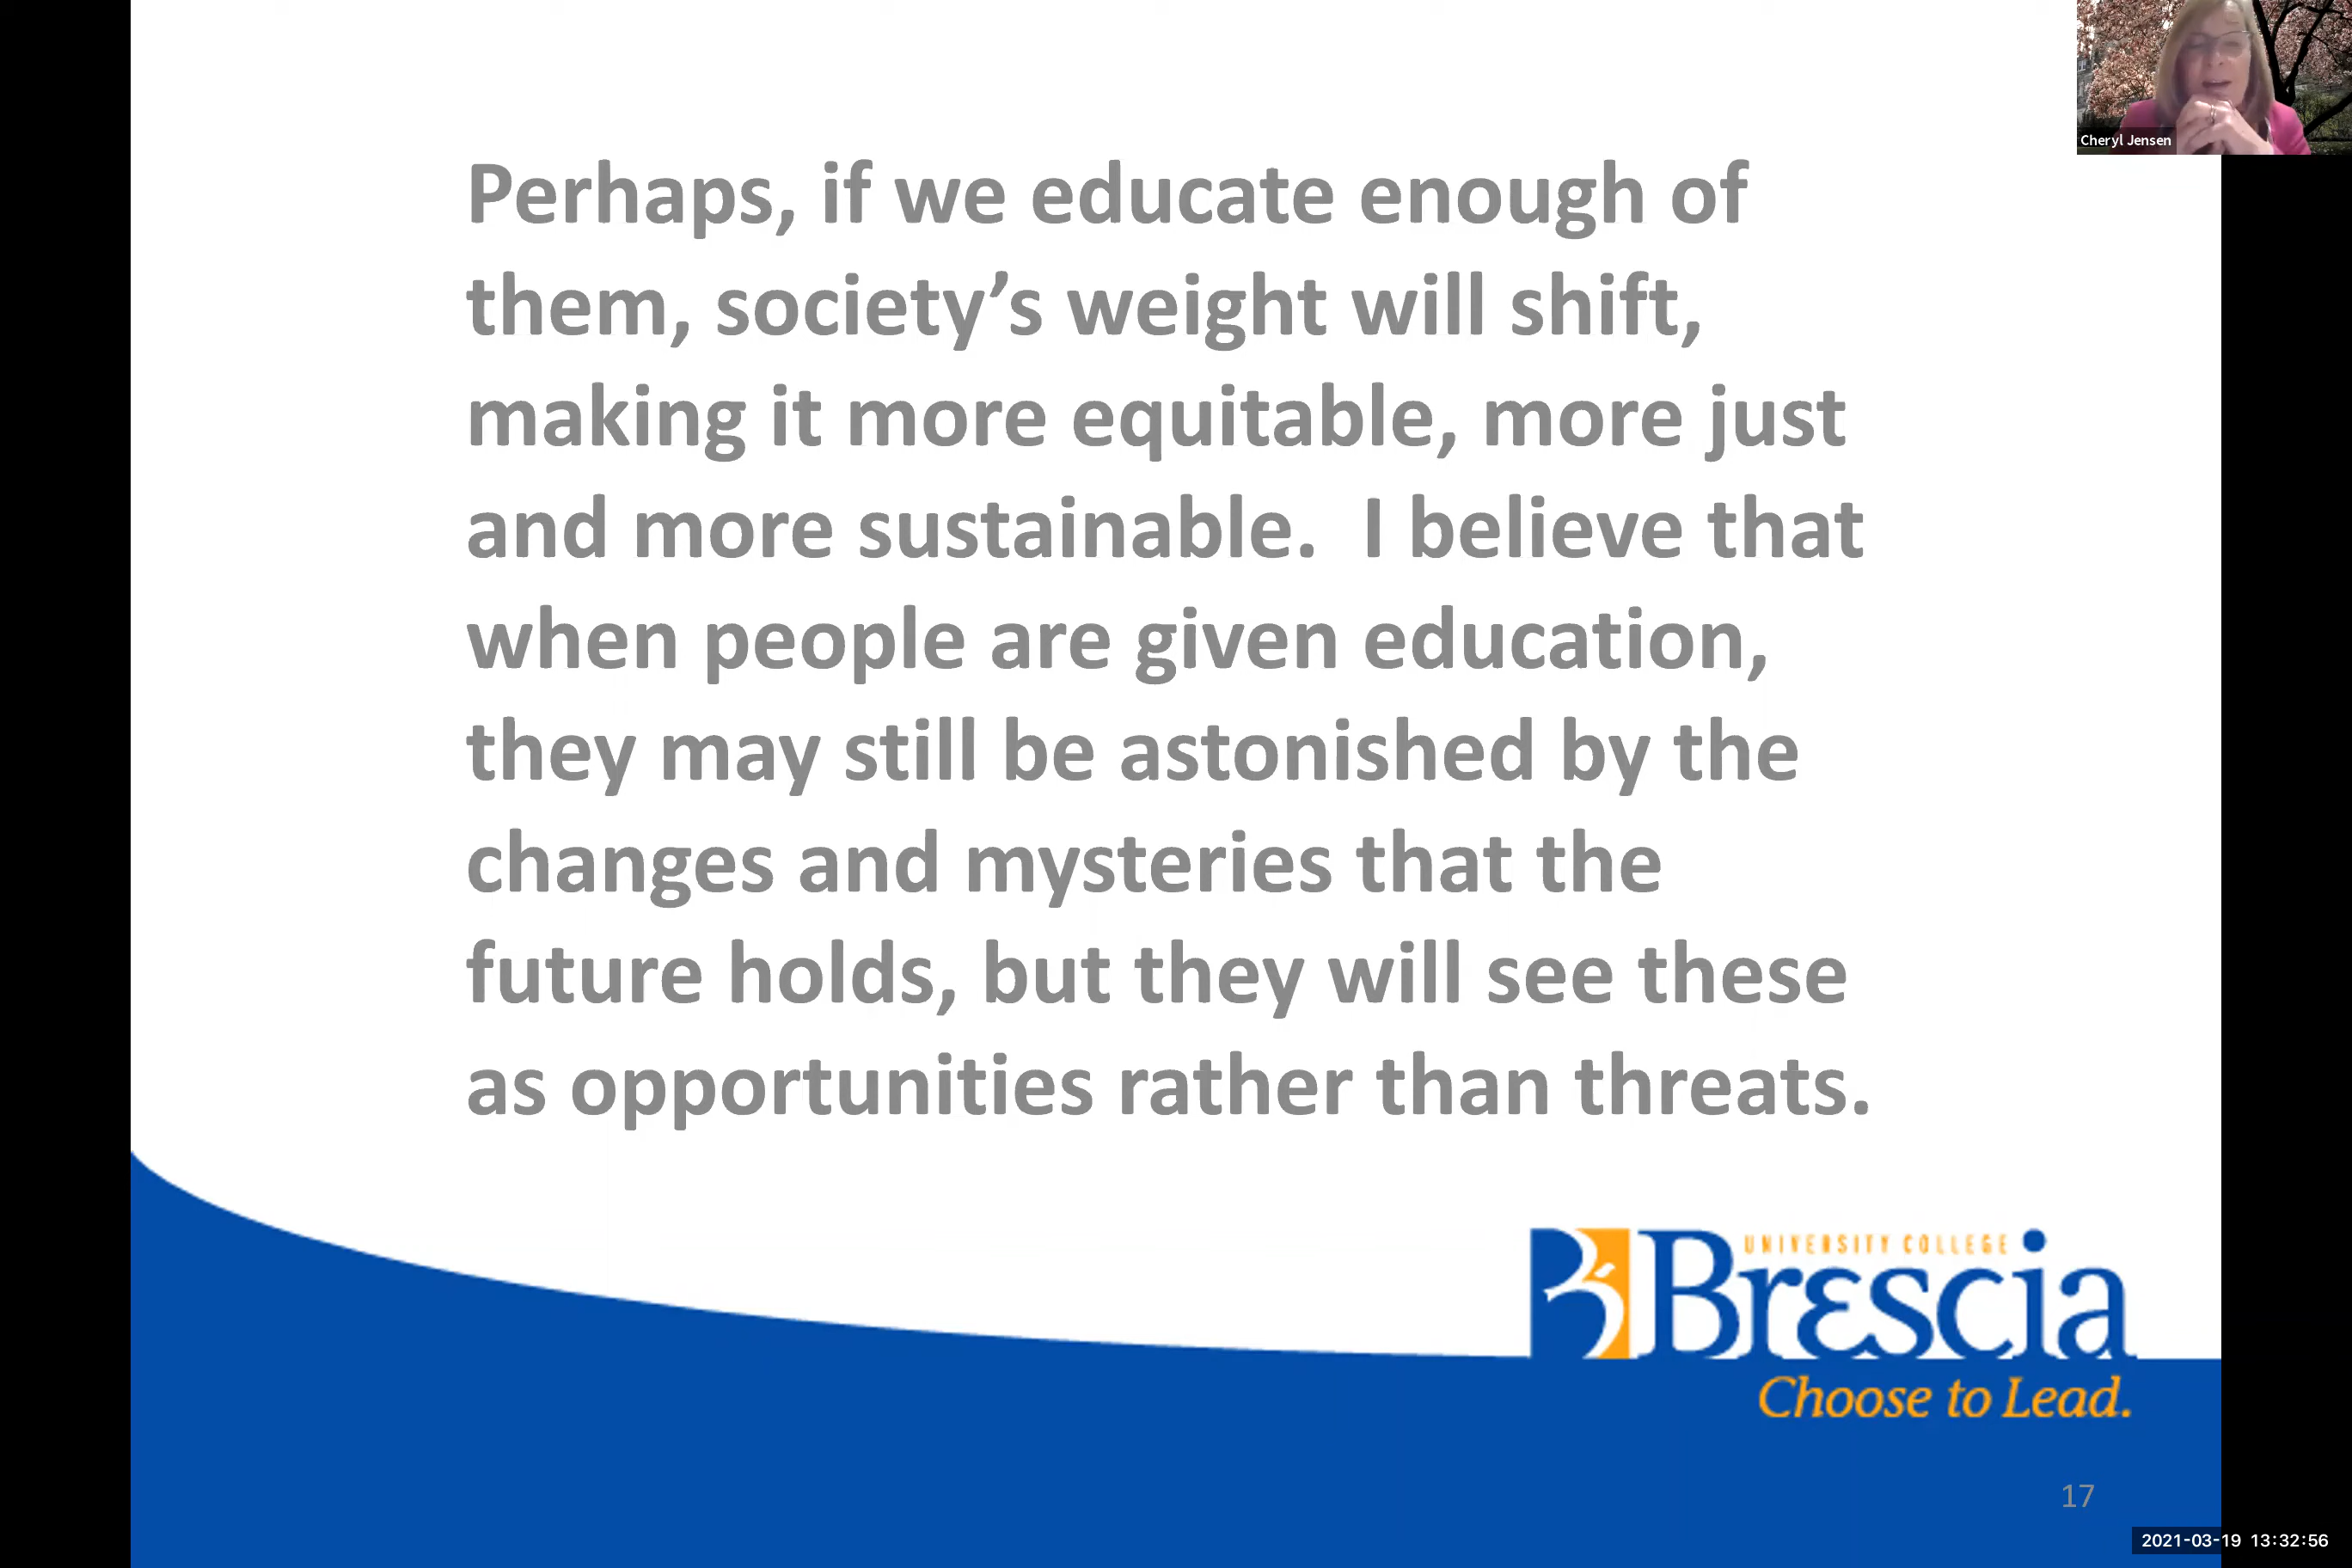 Cheryl Jensen
Perhaps, if we educate enough of
them, society’s weight will shift,
making it more equitable, more just
and more sustainable.  I believe that
when people are given education,
they may still be astonished by the
changes and mysteries that the
future holds, but they will see these
as opportunities rather than threats.
UNIVERSITY COLLEGE
Brescia
Choose to Lead.
17
2021-03-19 13:32:56